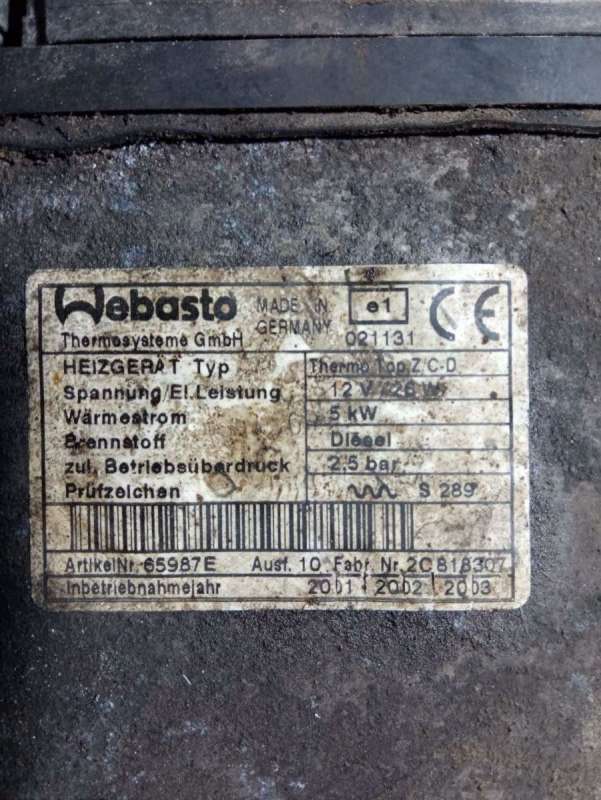 Webasto MADE IN GERMANY e1
Thermosysteme GmbH 021131 CE
HEIZGERÄT Typ Thermo Top Z/C-D
Spannung/El.Leistung 12 V /26 W
Wärmestrom 5 kW
Brennstoff Diesel
zul. Betriebsüberdruck 2,5 bar
Prüfzeichen S 289
ArtikelNr. 65987E Ausf. 10 Fabr. Nr. 2C818307
Inbetriebnahmejahr 2001 2002 2003